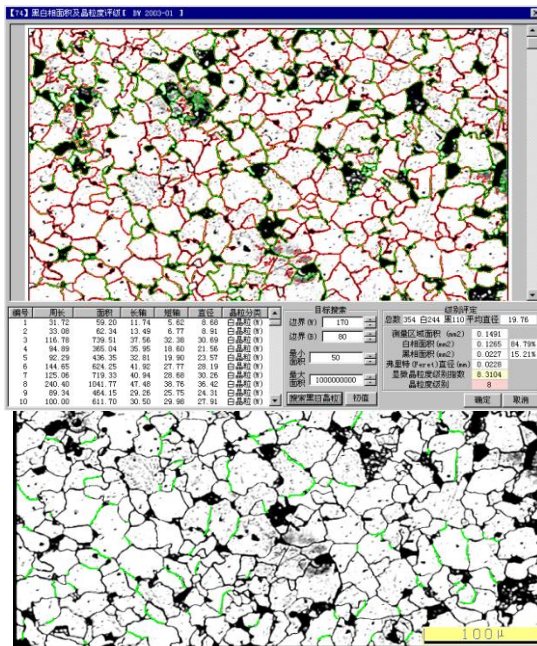 【T4】黑白相面积及晶粒度评级【 BW 2003-01 】
编号 周长 面积 长轴 短轴 直径 晶粒分类
1 31.72 59.20 11.74 5.62 8.68 白晶粒(W)
2 33.08 62.34 13.49 6.77 8.91 白晶粒(W)
3 116.78 739.51 37.56 32.38 30.69 白晶粒(W)
4 94.89 365.04 35.95 18.60 21.56 白晶粒(W)
5 92.29 436.35 32.81 19.90 23.57 白晶粒(W)
6 144.65 624.25 41.92 27.77 28.19 白晶粒(W)
7 125.06 719.33 40.94 28.68 30.26 白晶粒(W)
8 240.40 1041.77 47.48 38.76 36.42 白晶粒(W)
9 89.34 464.15 29.26 25.75 24.31 白晶粒(W)
10 100.00 611.70 30.50 29.98 27.91 白晶粒(W)
目标搜索
边界(W) 170
边界(B) 80
最小面积 50
最大面积 1000000000
搜索黑白晶粒 初值
级别评定
总数 354 白244 黑110 平均直径 19.76
测量区域面积 (mm2) 0.1491
白相面积(mm2) 0.1265 84.79%
黑相面积(mm2) 0.0227 15.21%
弗里特(Feret)直径(mm) 0.0228
显微晶粒度级别指数 8.3104
晶粒度级别 8
确定 取消
100μ